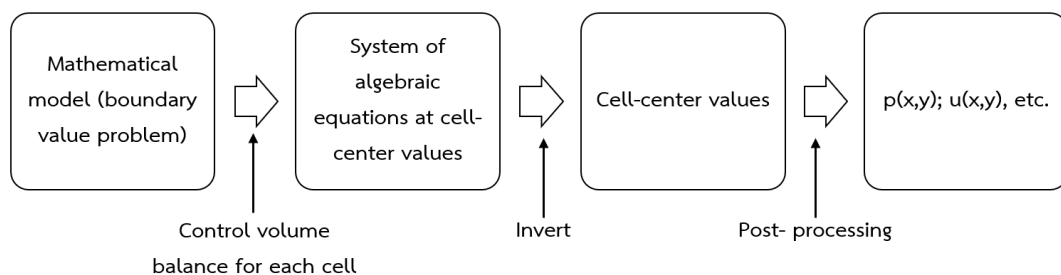 Mathematical
model (boundary
value problem)
System of
algebraic
equations at cell-
center values
Cell-center values
p(x,y); u(x,y), etc.
Control volume
balance for each cell
Invert
Post- processing